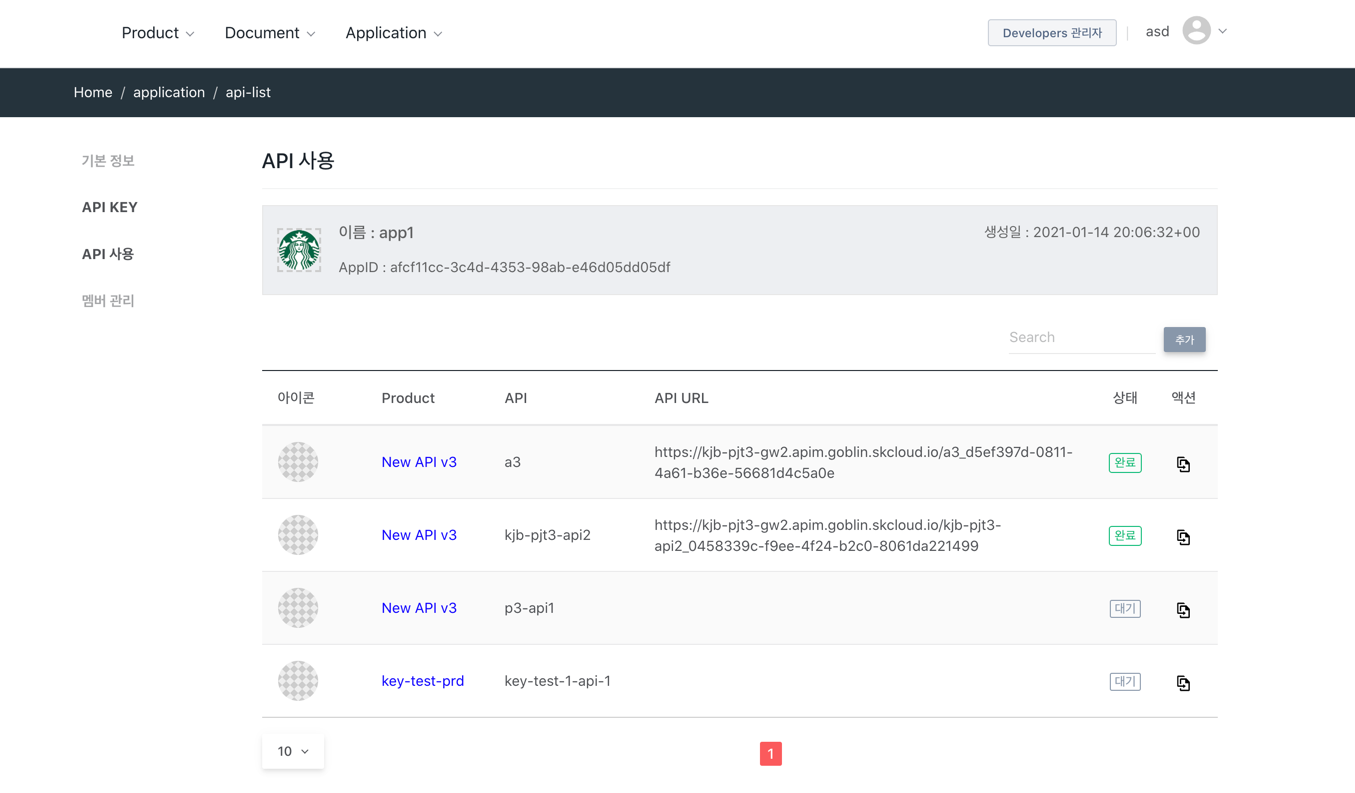 Product Document Application Developers 관리자 asd
Home / application / api-list
기본 정보
API KEY
API 사용
멤버 관리
API 사용
이름 : app1 생성일 : 2021-01-14 20:06:32+00
AppID : afcf11cc-3c4d-4353-98ab-e46d05dd05df
Search 추가
아이콘 Product API API URL 상태 액션
New API v3 a3 https://kjb-pjt3-gw2.apim.goblin.skcloud.io/a3_d5ef397d-0811-
4a61-b36e-56681d4c5a0e 완료
New API v3 kjb-pjt3-api2 https://kjb-pjt3-gw2.apim.goblin.skcloud.io/kjb-pjt3-
api2_0458339c-f9ee-4f24-b2c0-8061da221499 완료
New API v3 p3-api1 대기
key-test-prd key-test-1-api-1 대기
10 1